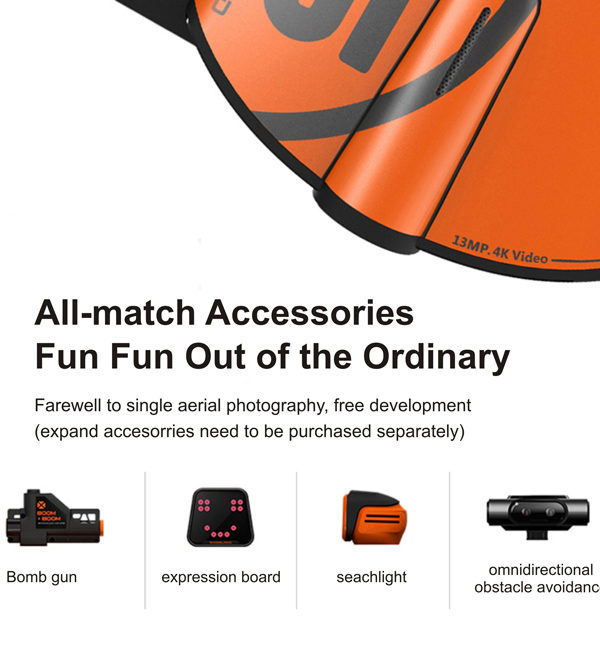 13MP.4K Video
All-match Accessories
Fun Fun Out of the Ordinary
Farewell to single aerial photography, free development
(expand accesorries need to be purchased separately)
BOOM
BOOM
Bomb gun
expression board
seachlight
omnidirectional
obstacle avoidanc